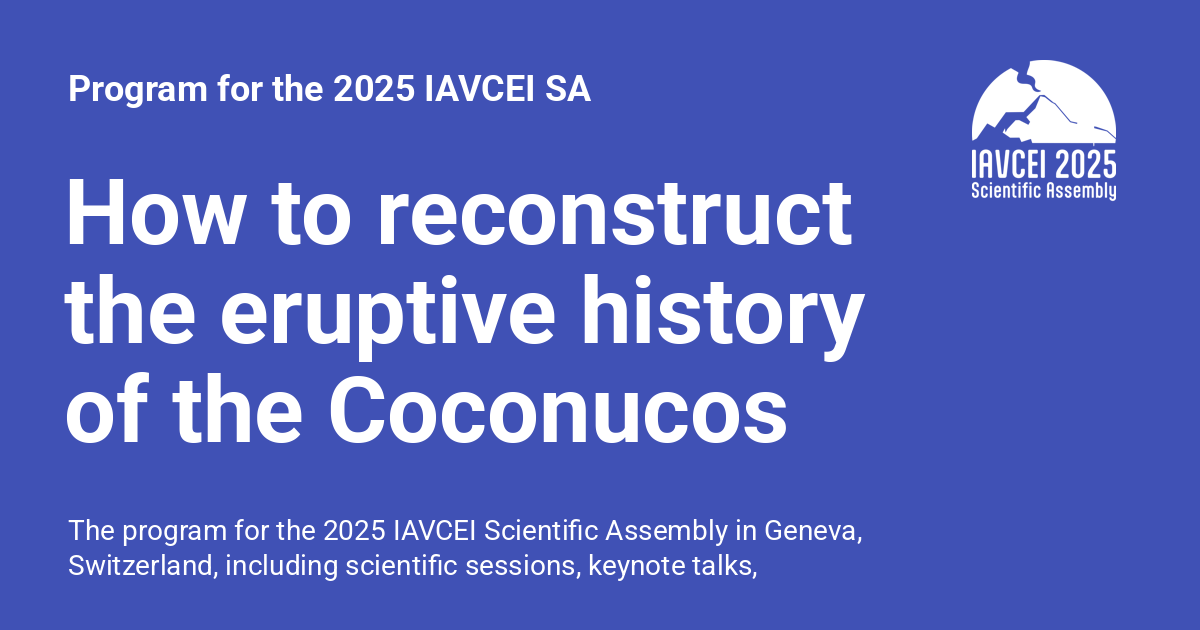 Program for the 2025 IAVCEI SA
IAVCEI 2025
Scientific Assembly
How to reconstruct
the eruptive history
of the Coconucos
The program for the 2025 IAVCEI Scientific Assembly in Geneva,
Switzerland, including scientific sessions, keynote talks,